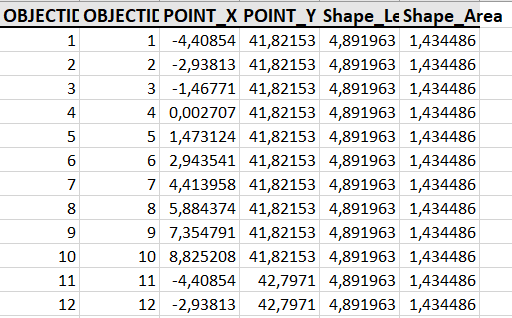 OBJECTID OBJECTID POINT_X POINT_Y Shape_Le Shape_Area
1 1 -4,40854 41,82153 4,891963 1,434486
2 2 -2,93813 41,82153 4,891963 1,434486
3 3 -1,46771 41,82153 4,891963 1,434486
4 4 0,002707 41,82153 4,891963 1,434486
5 5 1,473124 41,82153 4,891963 1,434486
6 6 2,943541 41,82153 4,891963 1,434486
7 7 4,413958 41,82153 4,891963 1,434486
8 8 5,884374 41,82153 4,891963 1,434486
9 9 7,354791 41,82153 4,891963 1,434486
10 10 8,825208 41,82153 4,891963 1,434486
11 11 -4,40854 42,7971 4,891963 1,434486
12 12 -2,93813 42,7971 4,891963 1,434486